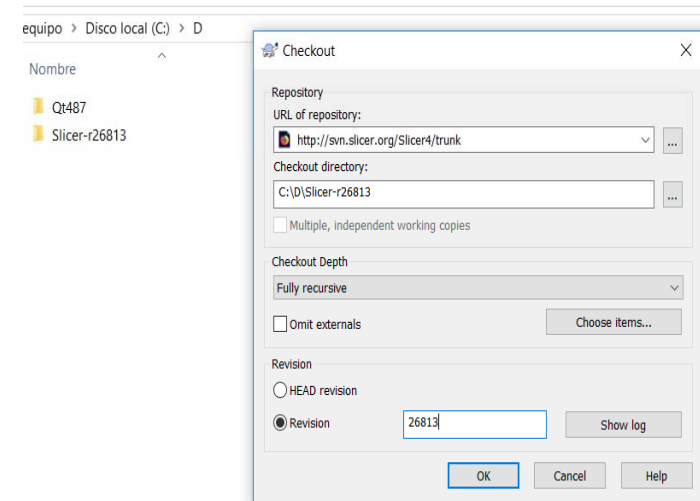 equipo > Disco local (C:) > D
Nombre
Qt487
Slicer-r26813
Checkout
Repository
URL of repository:
http://svn.slicer.org/Slicer4/trunk
...
Checkout directory:
C:\D\Slicer-r26813
...
Multiple, independent working copies
Checkout Depth
Fully recursive
Omit externals
Choose items...
Revision
HEAD revision
Revision
26813
Show log
OK
Cancel
Help